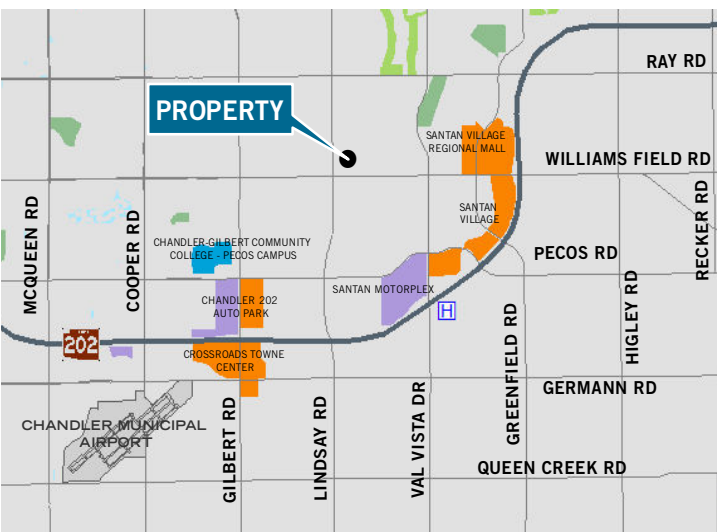 RAY RD
PROPERTY
SANTAN VILLAGE
REGIONAL MALL
WILLIAMS FIELD RD
MCQUEEN RD
COOPER RD
SANTAN
VILLAGE
RECKER RD
CHANDLER-GILBERT COMMUNITY
COLLEGE - PECOS CAMPUS
PECOS RD
SANTAN MOTORPLEX
CHANDLER 202
AUTO PARK
HIGLEY RD
H
GREENFIELD RD
202
CROSSROADS TOWNE
CENTER
GERMANN RD
VAL VISTA DR
GILBERT RD
LINDSAY RD
CHANDLER MUNICIPAL
AIRPORT
QUEEN CREEK RD